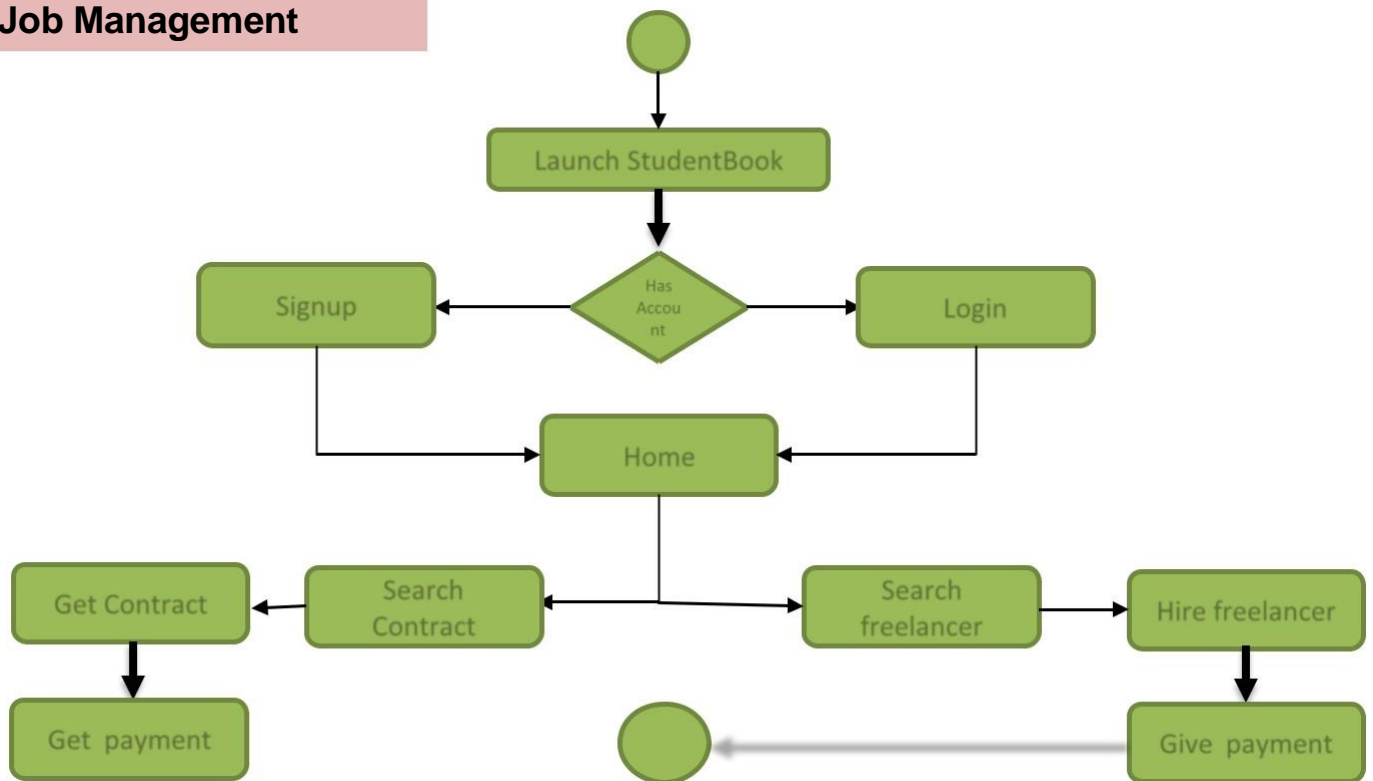 Job Management
Launch StudentBook
Has
Accou
nt
Signup
Login
Home
Get Contract
Search
Contract
Search
freelancer
Hire freelancer
Get payment
Give payment